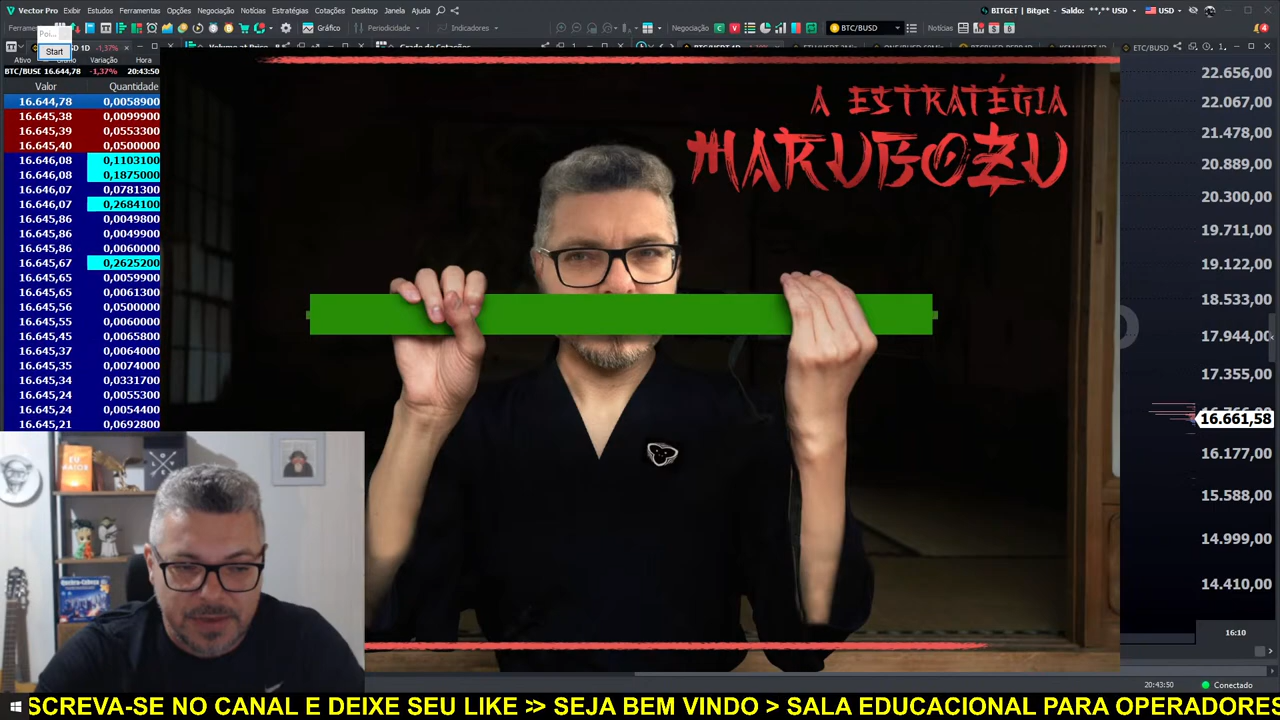 Vector Pro Exibir Estudos Ferramentas Opções Negociação Notícias Estratégias Cotações Desktop Janela Ajuda
BITGET | Bitget Saldo: **,** USD USD
Gráfico Periodicidade Indicadores Negociação BTC/BUSD Notícias 4
Poi...
Start
1D -1,37%
ETC/BUSD
Ativo Variação Hora
BTC/BUSI 16.644,78 -1,37% 20:43:50
Valor Quantidade
16.644,78 0,0058900
16.645,38 0,0099900
16.645,39 0,0553300
16.645,40 0,0500000
16.646,08 0,1103100
16.646,08 0,1875000
16.646,07 0,0781300
16.646,07 0,2684100
16.645,86 0,0049800
16.645,86 0,0049900
16.645,86 0,0060000
16.645,67 0,2625200
16.645,65 0,0059900
16.645,65 0,0061300
16.645,56 0,0500000
16.645,55 0,0060000
16.645,45 0,0065800
16.645,37 0,0064000
16.645,35 0,0074000
16.645,34 0,0331700
16.645,24 0,0055300
16.645,24 0,0054400
16.645,21 0,0692800
A ESTRATÉGIA
MARUBOZU
22.656,00
22.067,00
21.478,00
20.889,00
20.300,00
19.711,00
19.122,00
18.533,00
17.944,00
17.355,00
16.661,58
16.177,00
15.588,00
14.999,00
14.410,00
16:10
20:43:50 Conectado
SCREVA-SE NO CANAL E DEIXE SEU LIKE >> SEJA BEM VINDO > SALA EDUCACIONAL PARA OPERADORES